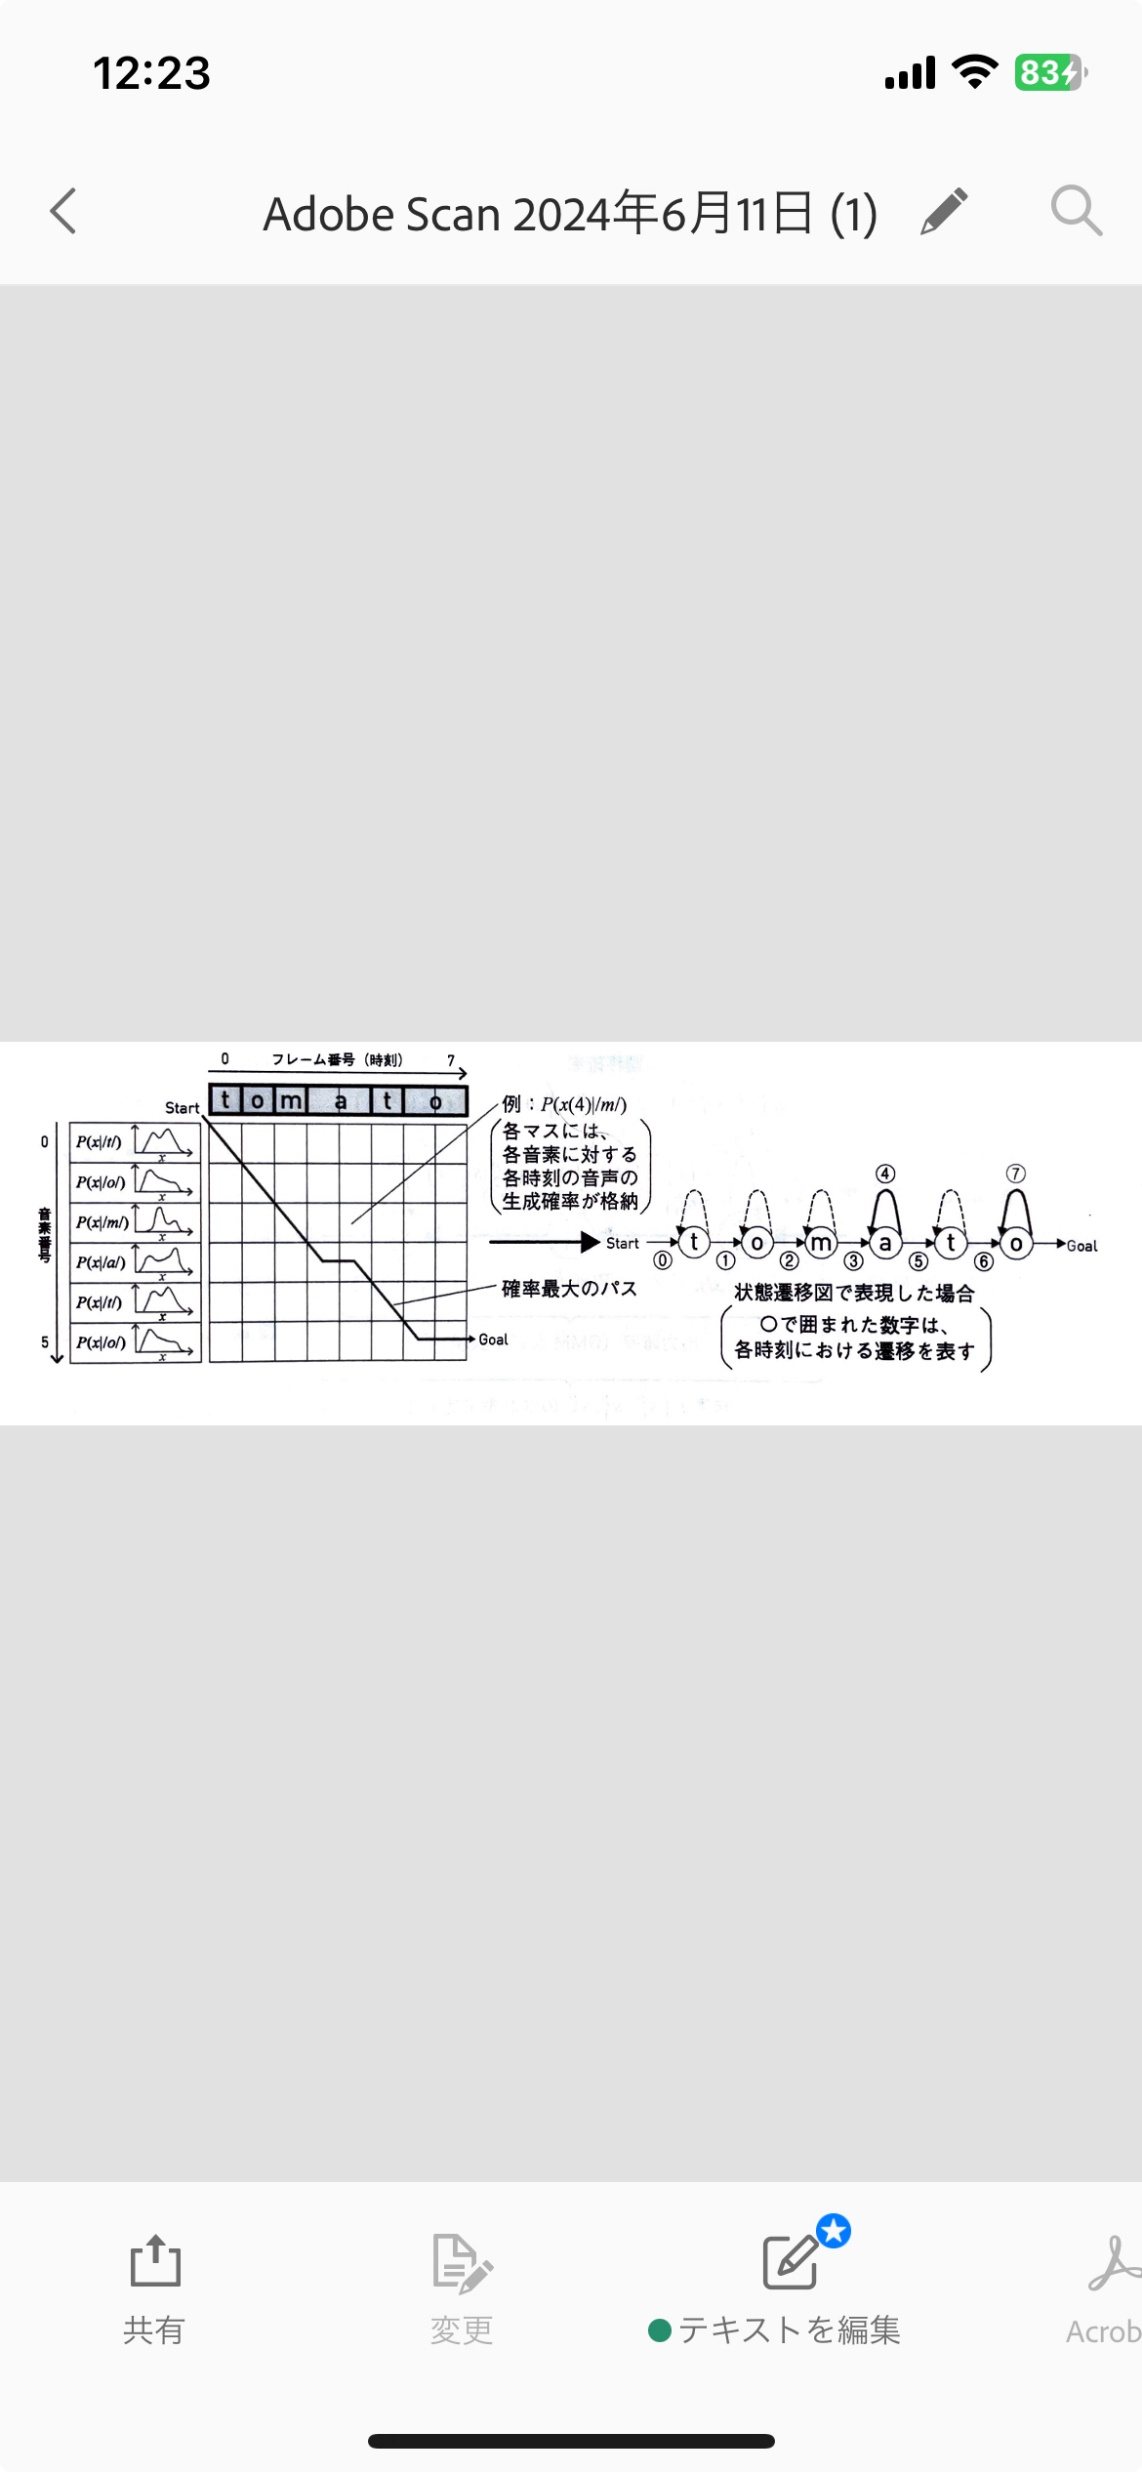 12:23
83
Adobe Scan 2024年6月11日 (1)
0 フレーム番号（時刻） 7
t o m a t o
Start
例：P(x(4)|/m/)
各マスには、
各音素に対する
各時刻の音声の
生成確率が格納
音素番号
0
P(x|/t/)
x
P(x|/o/)
x
P(x|/m/)
x
P(x|/a/)
x
P(x|/t/)
x
5
P(x|/o/)
x
確率最大のパス
Goal
④ ⑦
Start t o m a t o Goal
⓪ ① ② ③ ⑤ ⑥
状態遷移図で表現した場合
〇で囲まれた数字は、
各時刻における遷移を表す
共有
変更
テキストを編集
Acrob